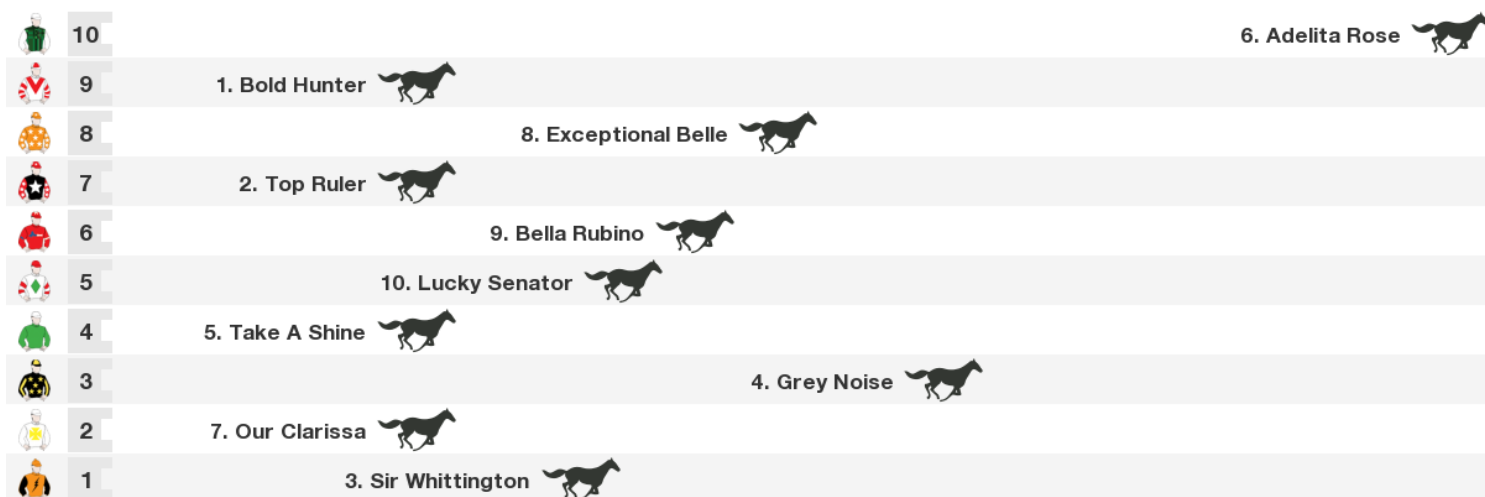 10 6. Adelita Rose
9 1. Bold Hunter
8 8. Exceptional Belle
7 2. Top Ruler
6 9. Bella Rubino
5 10. Lucky Senator
4 5. Take A Shine
3 4. Grey Noise
2 7. Our Clarissa
1 3. Sir Whittington